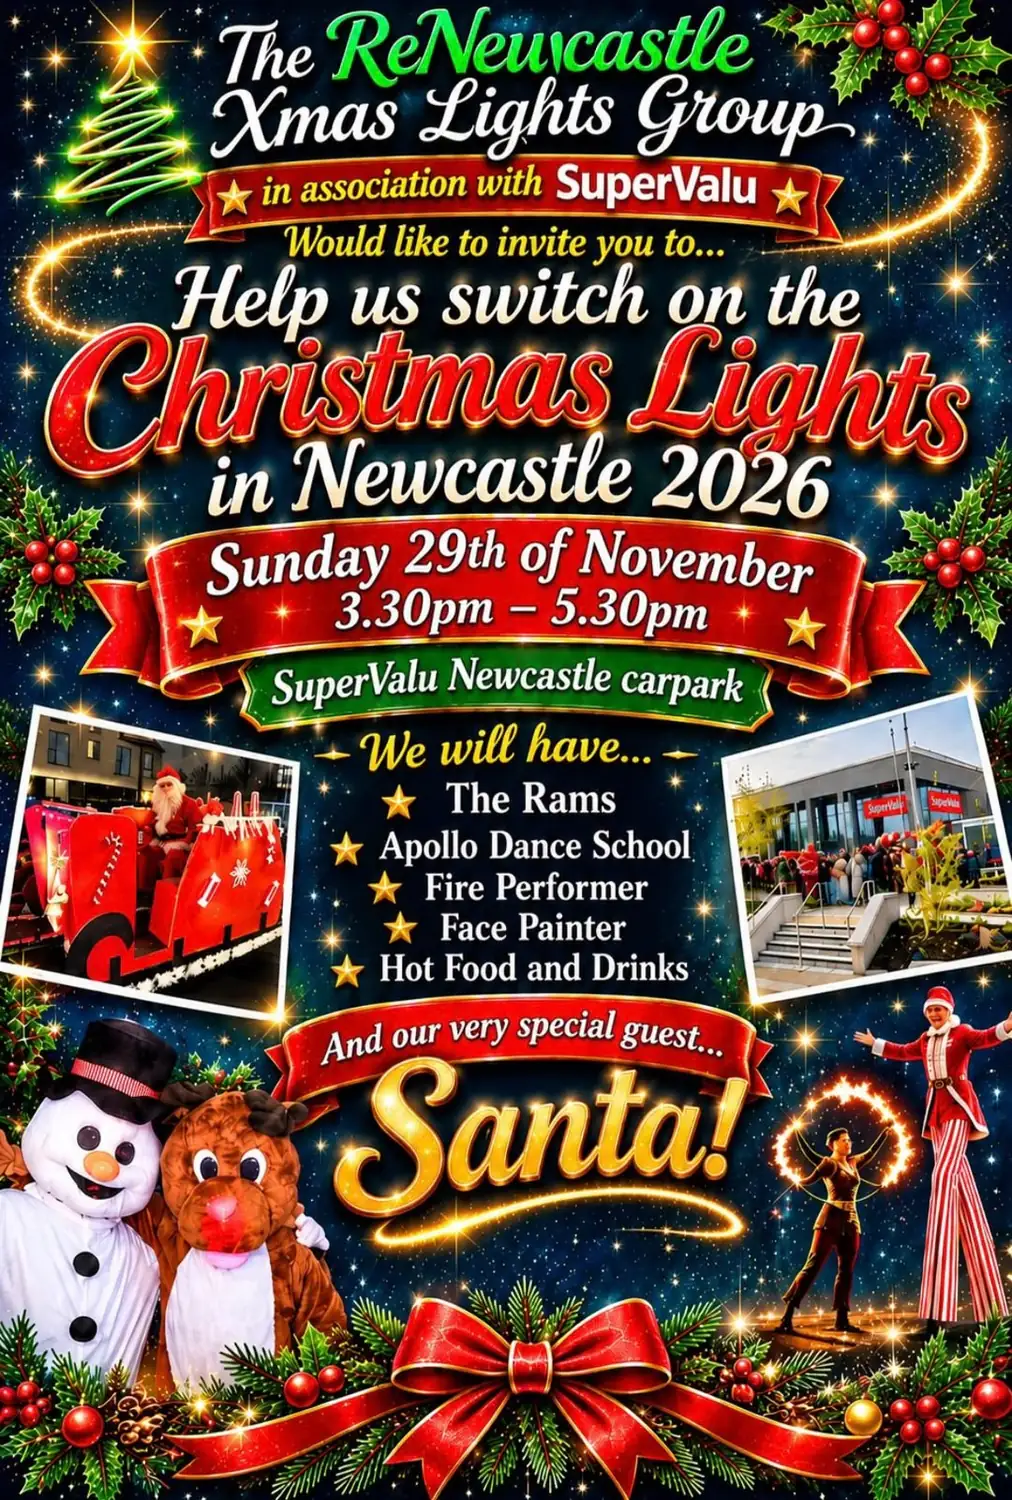 The ReNewcastle
Xmas Lights Group
in association with SuperValu
Would like to invite you to...
Help us switch on the
Christmas Lights
in Newcastle 2026
Sunday 29th of November
3.30pm – 5.30pm
SuperValu Newcastle carpark
We will have...
The Rams
Apollo Dance School
Fire Performer
Face Painter
Hot Food and Drinks
SuperValu SuperValu
And our very special guest...
Santa!